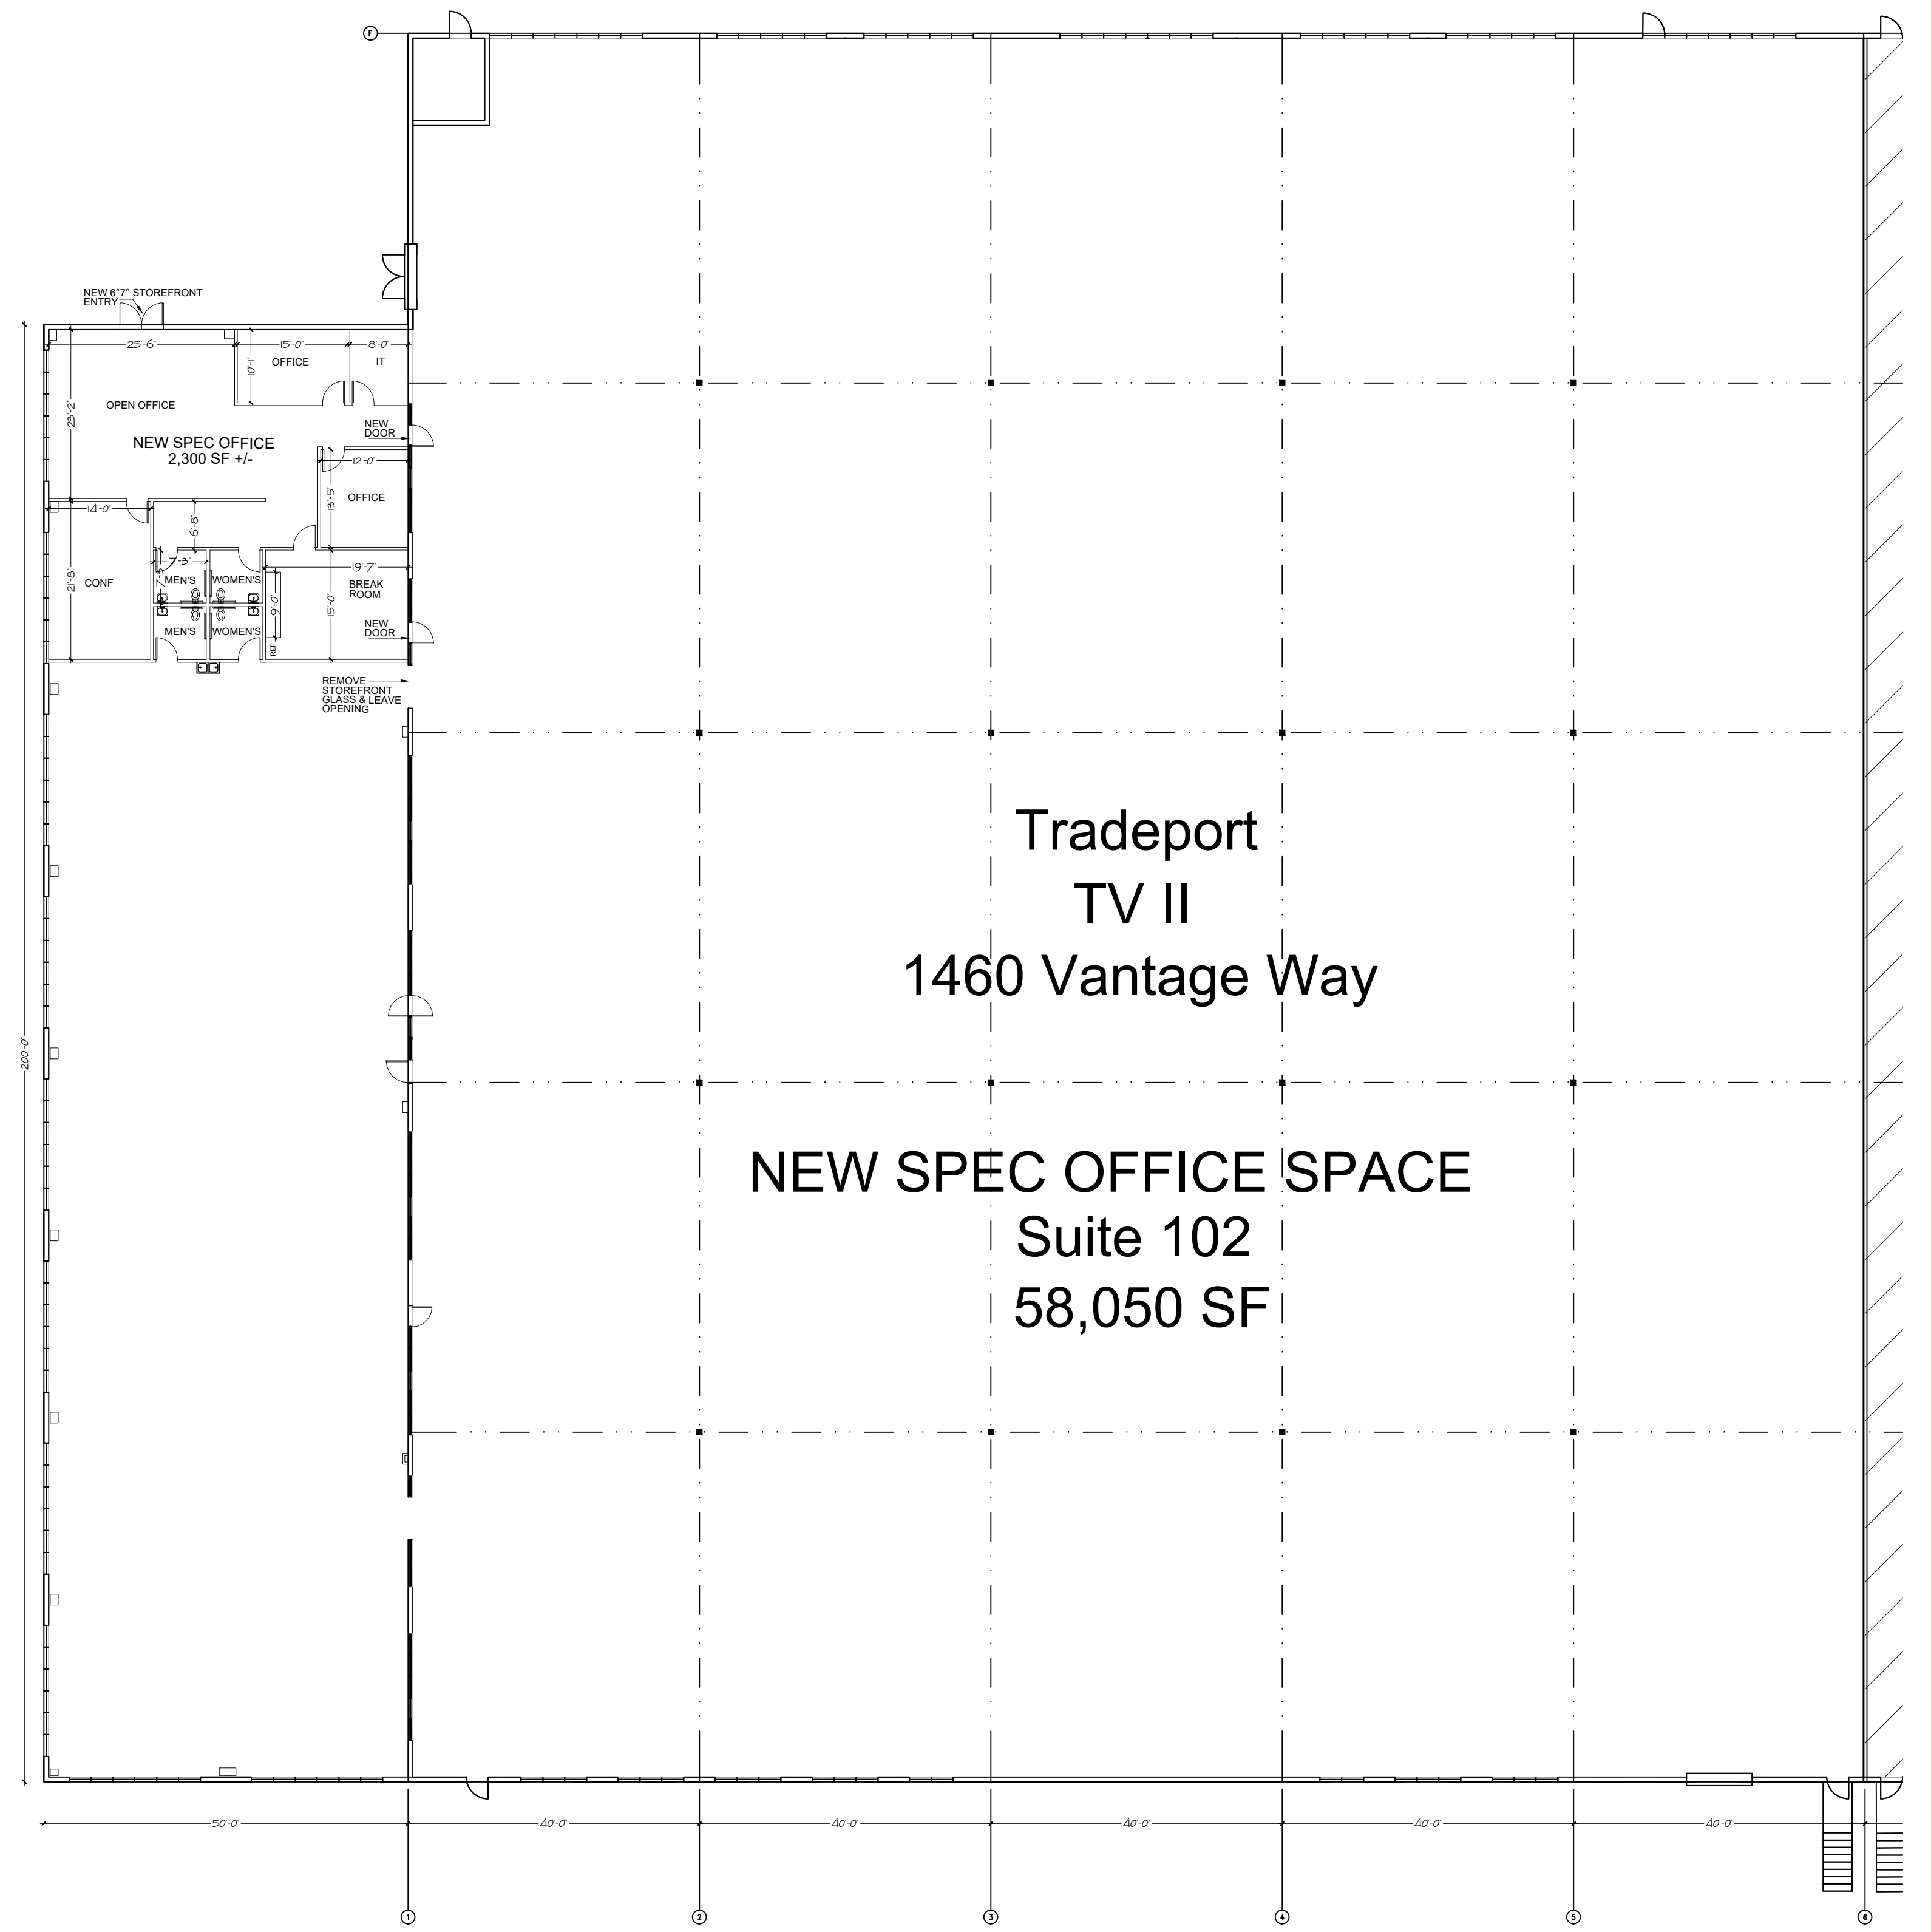 F
NEW 6°7° STOREFRONT
ENTRY
25'-6"
15'-0"
8'-0"
OFFICE
IT
10'-1"
23'-2"
OPEN OFFICE
NEW
DOOR
NEW SPEC OFFICE
2,300 SF +/-
12'-0"
13'-5"
OFFICE
14'-0"
6'-8"
7'-3"
19'-7"
21'-8"
CONF
MEN'S
WOMEN'S
BREAK
ROOM
9'-0"
15'-0"
MEN'S
WOMEN'S
NEW
DOOR
REF.
REMOVE
STOREFRONT
GLASS & LEAVE
OPENING
Tradeport
TV II
1460 Vantage Way
200'-0"
NEW SPEC OFFICE SPACE
Suite 102
58,050 SF
50'-0"
40'-0"
40'-0"
40'-0"
40'-0"
40'-0"
1
2
3
4
5
6